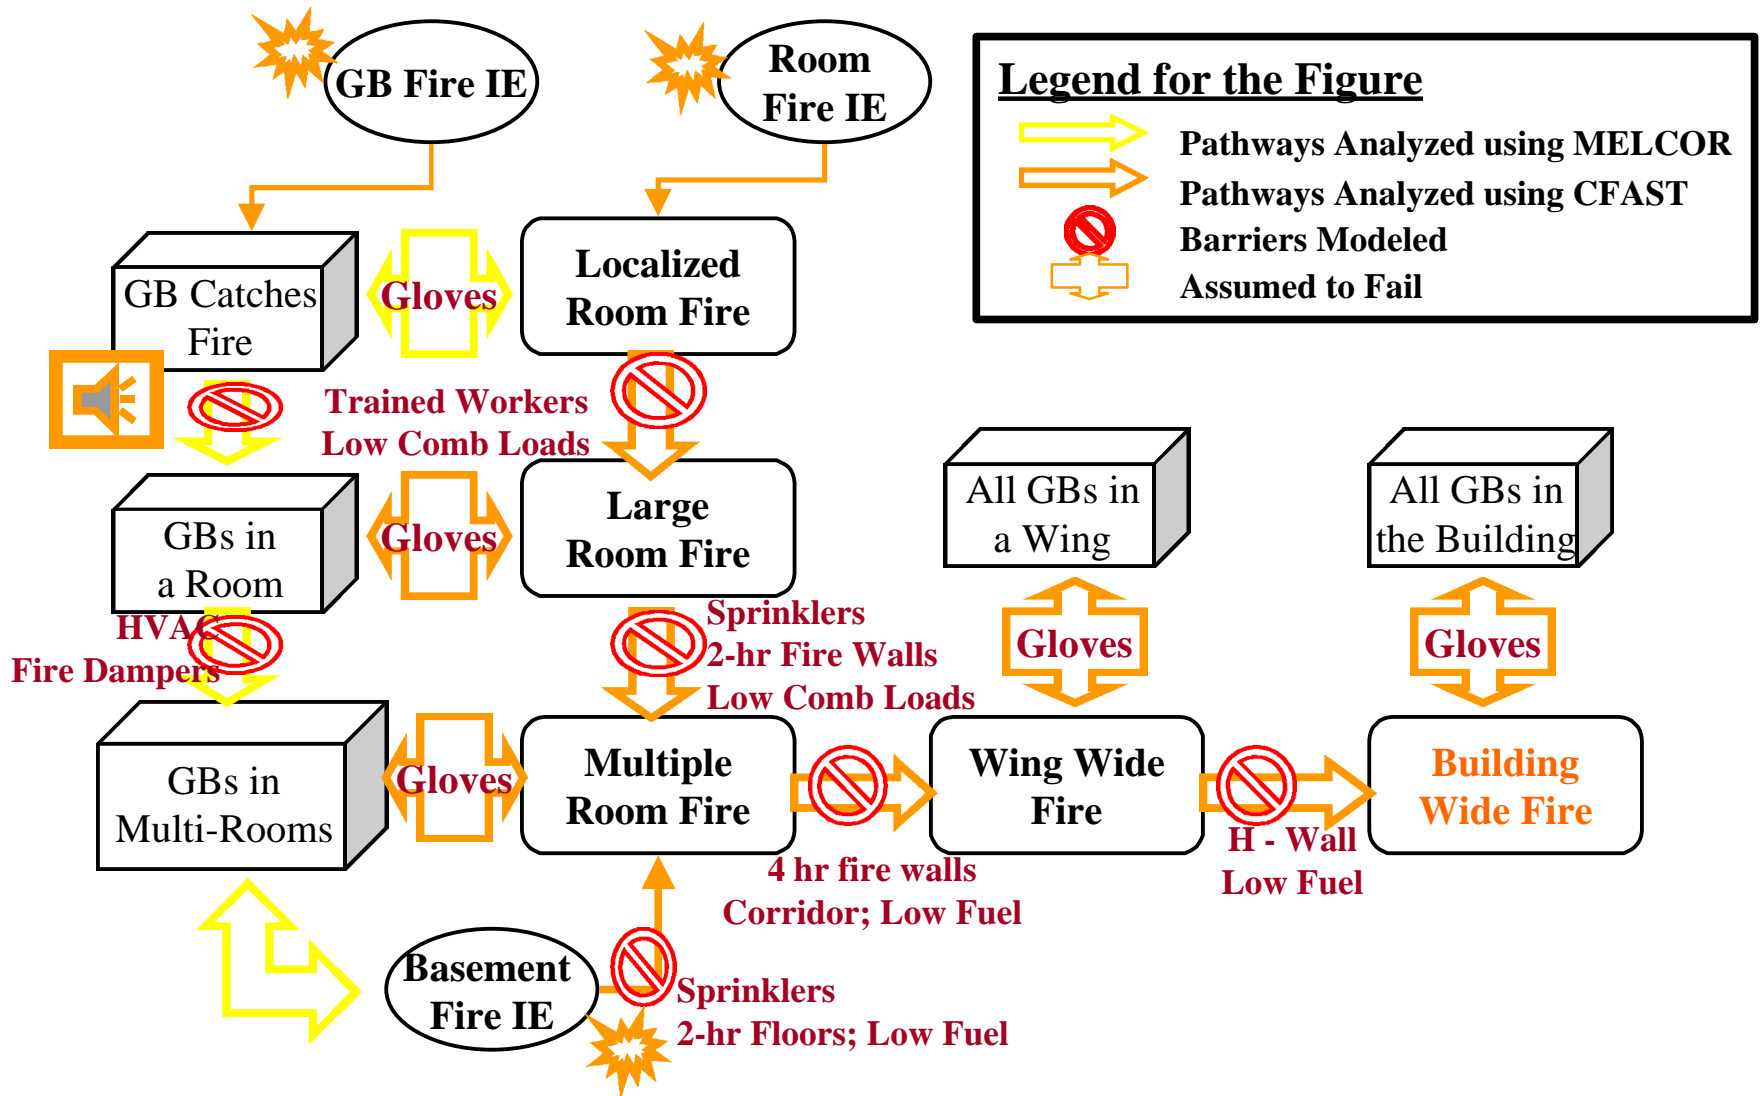 GB Fire IE
Room
Fire IE
Legend for the Figure
Pathways Analyzed using MELCOR
Pathways Analyzed using CFAST
Barriers Modeled
Assumed to Fail
GB Catches
Fire
Gloves
Localized
Room Fire
Trained Workers
Low Comb Loads
GBs in
a Room
Gloves
Large
Room Fire
All GBs in
a Wing
All GBs in
the Building
HVAC
Fire Dampers
Sprinklers
2-hr Fire Walls
Low Comb Loads
Gloves
Gloves
GBs in
Multi-Rooms
Gloves
Multiple
Room Fire
Wing Wide
Fire
Building
Wide Fire
4 hr fire walls
Corridor; Low Fuel
H - Wall
Low Fuel
Basement
Fire IE
Sprinklers
2-hr Floors; Low Fuel